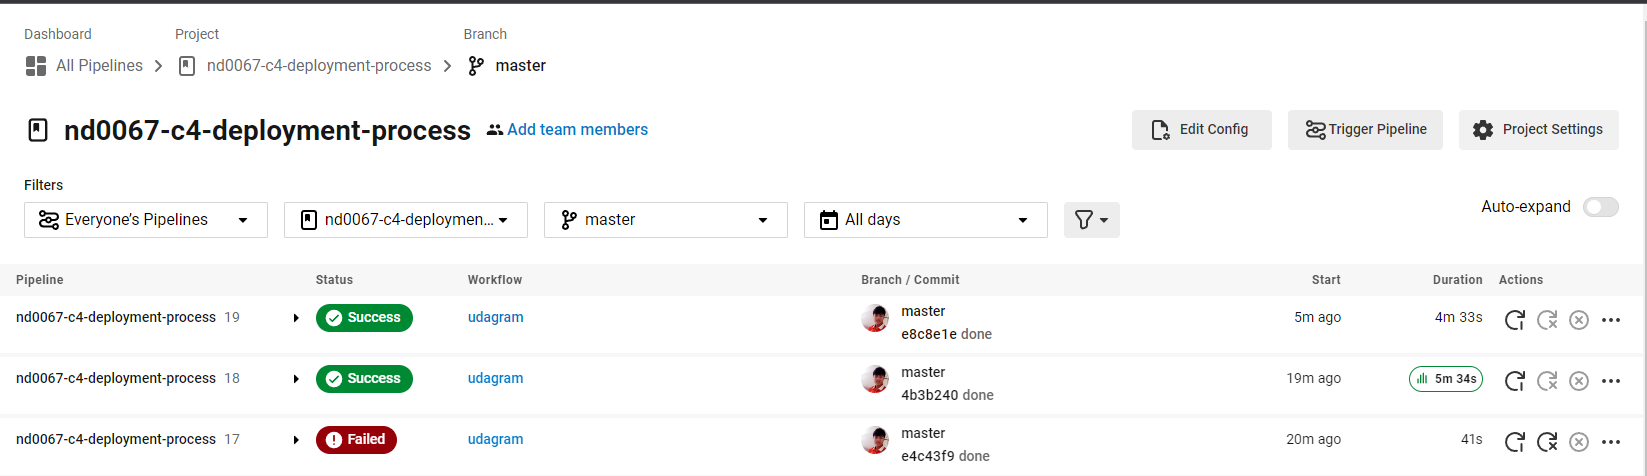 Dashboard Project Branch
All Pipelines nd0067-c4-deployment-process master
nd0067-c4-deployment-process Add team members Edit Config Trigger Pipeline Project Settings
Filters
Everyone's Pipelines nd0067-c4-deploymen... master All days Auto-expand
Pipeline Status Workflow Branch / Commit Start Duration Actions
nd0067-c4-deployment-process 19 Success udagram master 5m ago 4m 33s
e8c8e1e done
nd0067-c4-deployment-process 18 Success udagram master 19m ago 5m 34s
4b3b240 done
nd0067-c4-deployment-process 17 Failed udagram master 20m ago 41s
e4c43f9 done